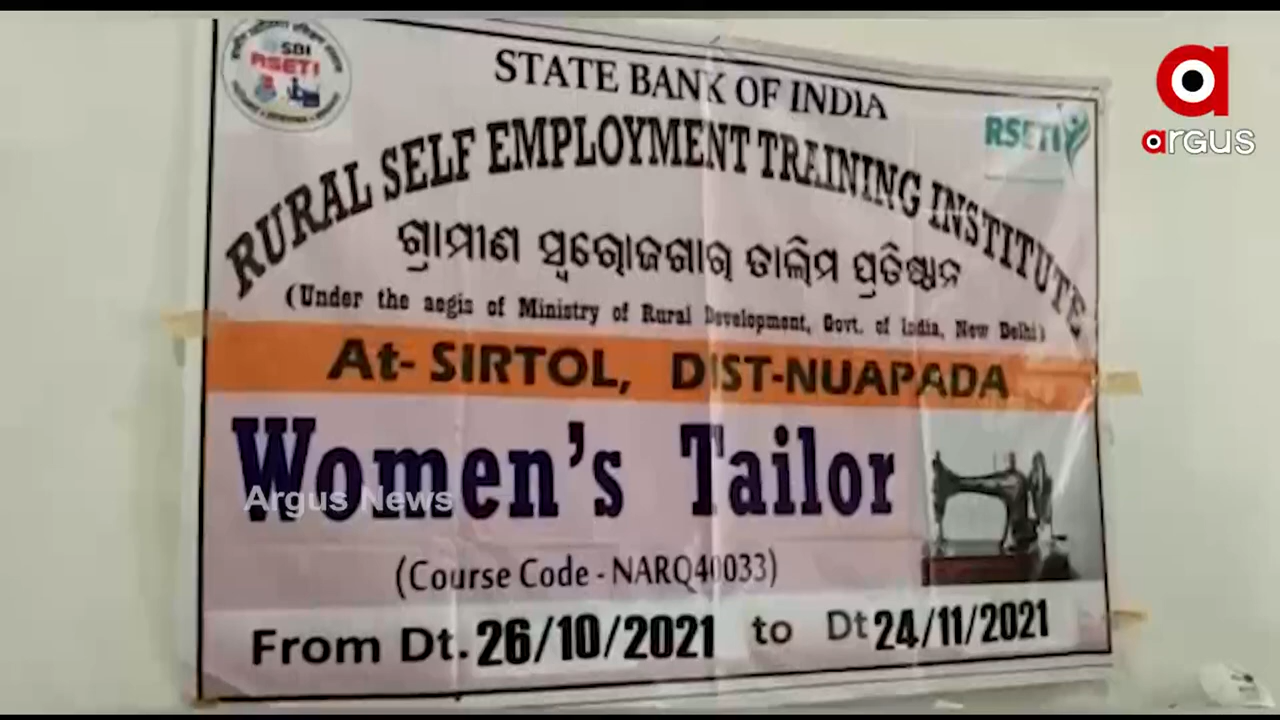 SBI
RSETI
STATE BANK OF INDIA
RSETI
argus
RURAL SELF EMPLOYMENT TRAINING INSTITUTE
ଗ୍ରାମୀଣ ସ୍ୱରୋଜଗାର ତାଲିମ ପ୍ରତିଷ୍ଠାନ
(Under the aegis of Ministry of Rural Development, Govt. of India, New Delhi)
At- SIRTOL, DIST-NUAPADA
Women's Tailor
Argus News
(Course Code - NARQ40033)
From Dt. 26/10/2021 to Dt 24/11/2021